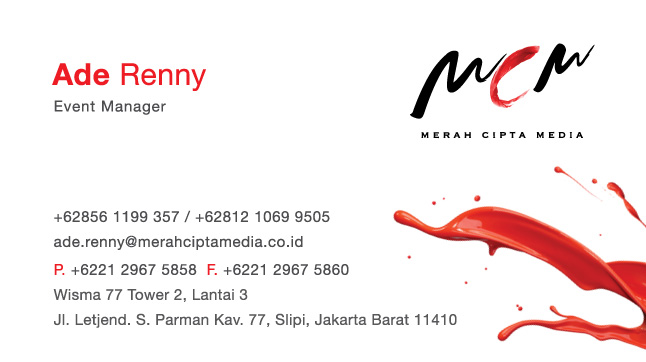 Ade Renny
Event Manager
MCM
MERAH CIPTA MEDIA
+62856 1199 357 / +62812 1069 9505
ade.renny@merahciptamedia.co.id
P. +6221 2967 5858 F. +6221 2967 5860
Wisma 77 Tower 2, Lantai 3
Jl. Letjend. S. Parman Kav. 77, Slipi, Jakarta Barat 11410